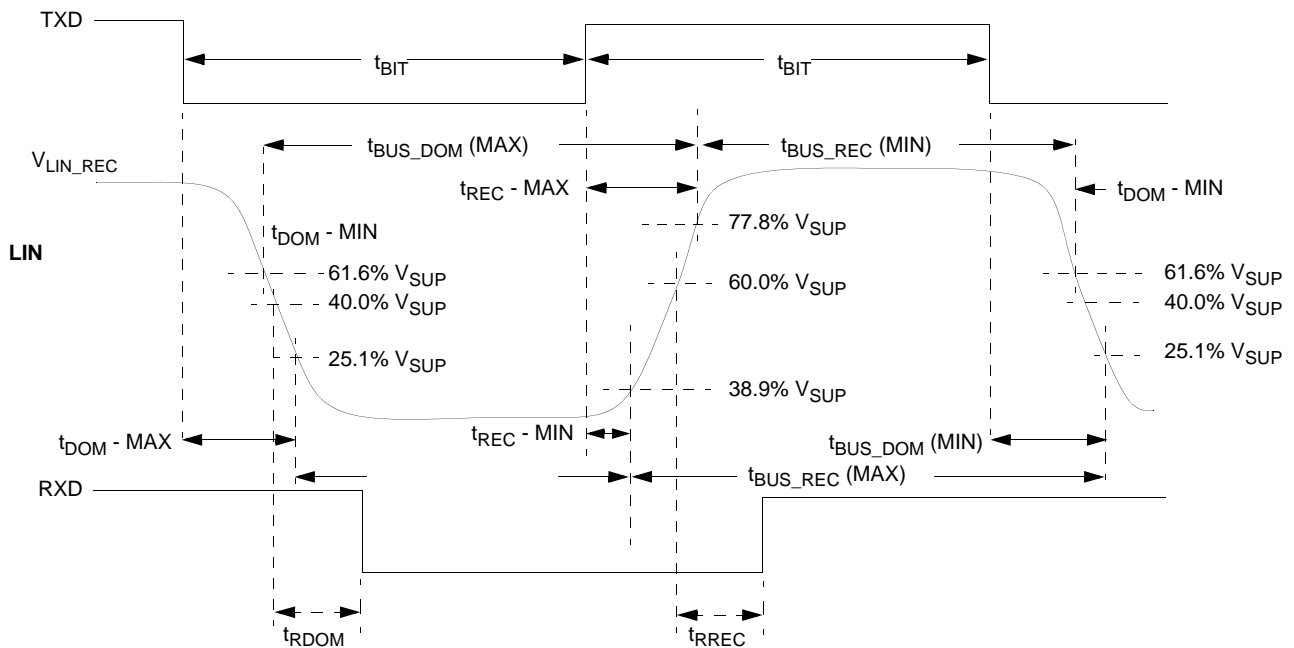 TXD
tBIT
tBIT
tBUS_DOM (MAX)
tBUS_REC (MIN)
VLIN_REC
tREC - MAX
tDOM - MIN
77.8% VSUP
tDOM - MIN
LIN
61.6% VSUP
60.0% VSUP
61.6% VSUP
40.0% VSUP
40.0% VSUP
25.1% VSUP
25.1% VSUP
38.9% VSUP
tDOM - MAX
tREC - MIN
tBUS_DOM (MIN)
tBUS_REC (MAX)
RXD
tRDOM
tRREC